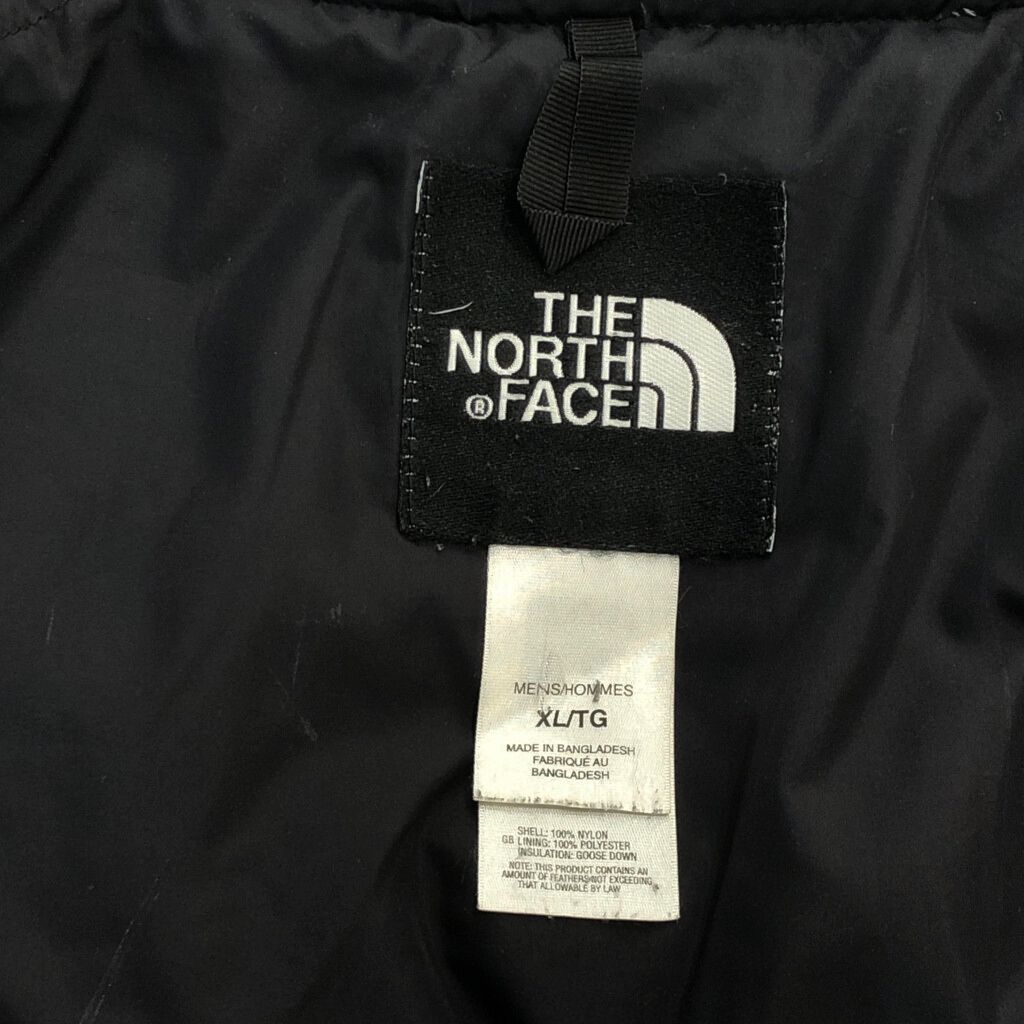 THE
NORTH
® FACE
MENS/HOMMES
XL/TG
MADE IN BANGLADESH
FABRIQUÉ AU
BANGLADESH
SHELL: 100% NYLON
GB LINING: 100% POLYESTER
INSULATION: GOOSE DOWN
NOTE: THIS PRODUCT CONTAINS AN
AMOUNT OF FEATHERS NOT EXCEEDING
THAT ALLOWABLE BY LAW